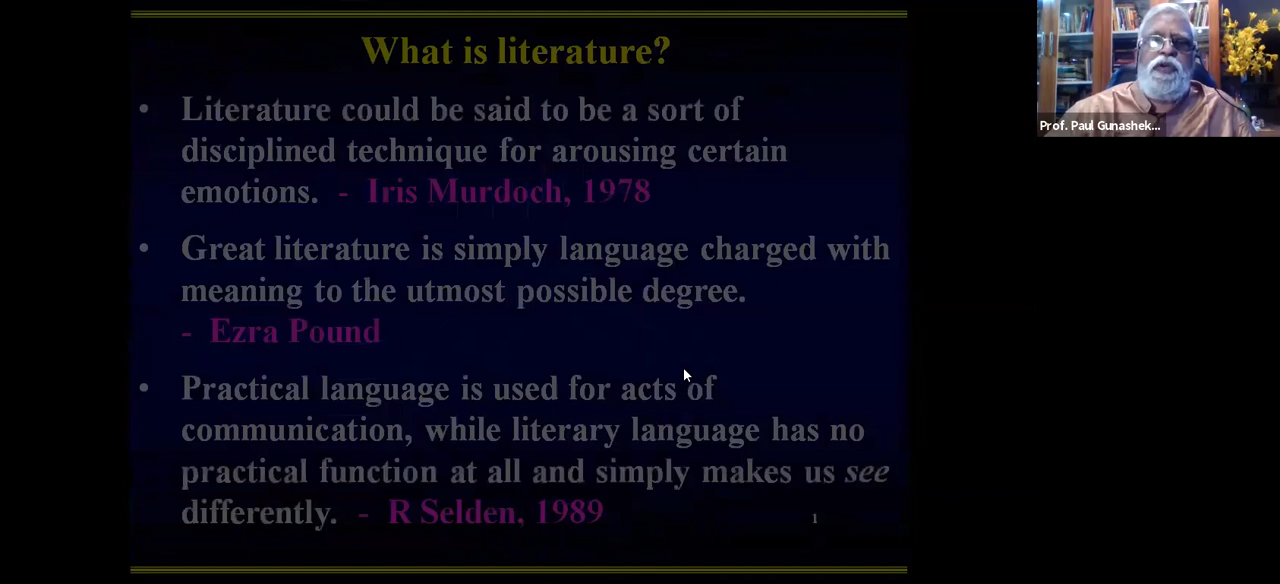 What is literature?
• Literature could be said to be a sort of
disciplined technique for arousing certain
emotions. - Iris Murdoch, 1978
• Great literature is simply language charged with
meaning to the utmost possible degree.
- Ezra Pound
• Practical language is used for acts of
communication, while literary language has no
practical function at all and simply makes us see
differently. - R Selden, 1989
1
Prof. Paul Gunashek...